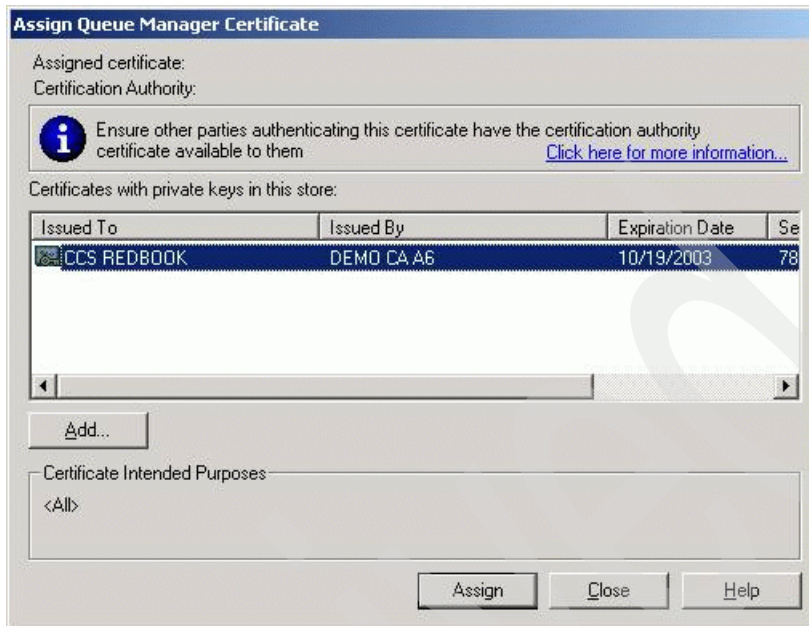 Assign Queue Manager Certificate
Assigned certificate:
Certification Authority:
Ensure other parties authenticating this certificate have the certification authority
certificate available to them Click here for more information...
Certificates with private keys in this store:
Issued To Issued By Expiration Date Se
CCS REDBOOK DEMO CA A6 10/19/2003 78
Add...
Certificate Intended Purposes
<All>
Assign Close Help